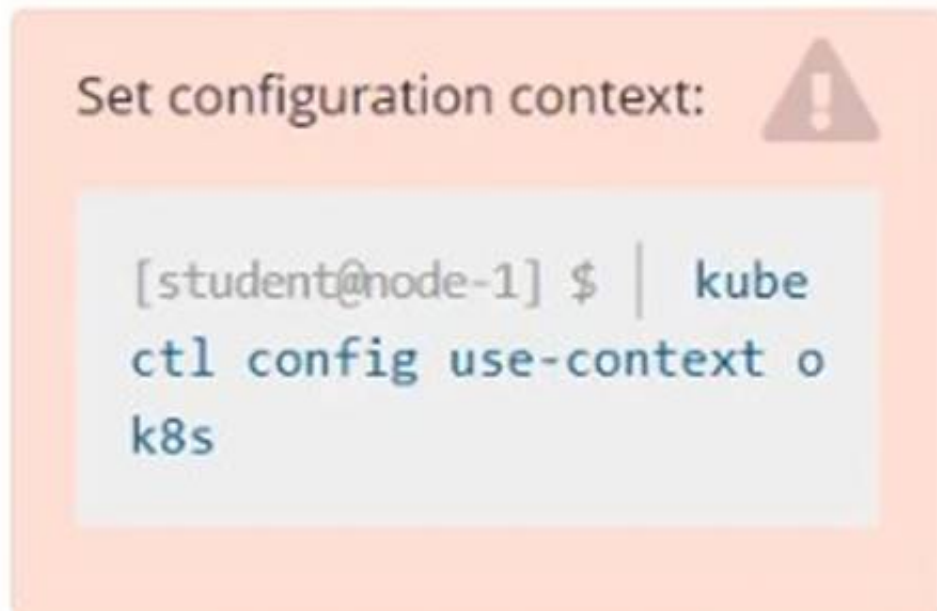 Set configuration context:
[student@node-1] $ | kube
ctl config use-context o
k8s